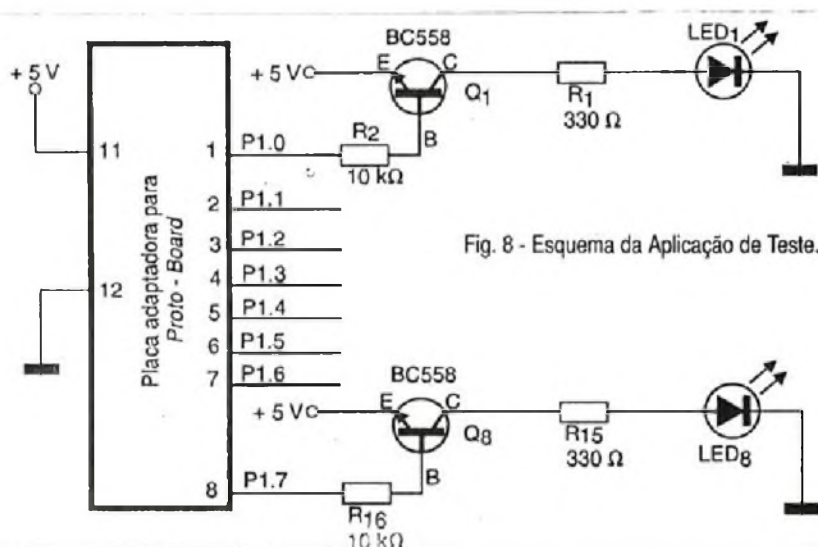 BC558
LED1
+ 5 V
+ 5 V
E
C
Q1
R1
330 Ω
B
11
1
P1.0
R2
10 kΩ
2
P1.1
3
P1.2
Fig. 8 - Esquema da Aplicação de Teste.
4
P1.3
12
5
P1.4
6
P1.5
7
P1.6
Placa adaptadora para
Proto - Board
BC558
+ 5 V
E
C
Q8
R15
330 Ω
LED8
B
8
P1.7
R16
10 kΩ